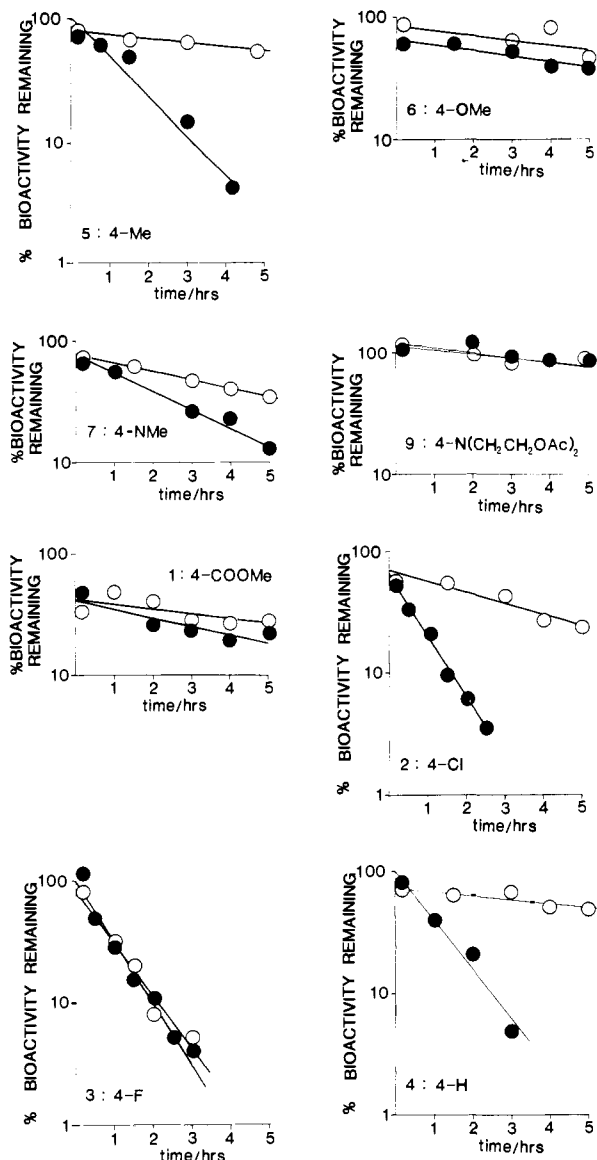 100
10
1
% BIOACTIVITY REMAINING
5 : 4-Me
1 2 3 4 5
time/hrs
100
10
%BIOACTIVITY
REMAINING
6 : 4-OMe
1 2 3 4 5
time/hrs
100
10
%BIOACTIVITY
REMAINING
7 : 4-NMe
1 2 3 4 5
time/hrs
100
10
%BIOACTIVITY
REMAINING
9 : 4-N(CH₂CH₂OAc)₂
1 2 3 4 5
time/hrs
100
10
%BIOACTIVITY
REMAINING
1 : 4-COOMe
1 2 3 4 5
time/hrs
100
10
1
% BIOACTIVITY REMAINING
2 : 4-Cl
1 2 3 4 5
time/hrs
100
10
1
% BIOACTIVITY REMAINING
3 : 4-F
1 2 3 4 5
time/hrs
100
10
1
% BIOACTIVITY REMAINING
4 : 4-H
1 2 3 4 5
time/hrs